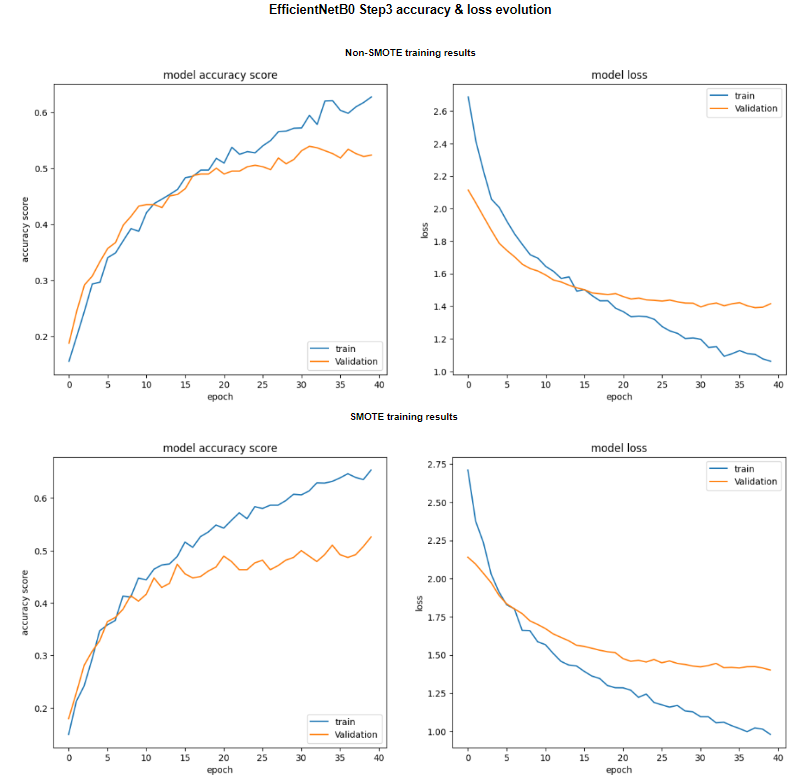 EfficientNetB0 Step3 accuracy & loss evolution
Non-SMOTE training results
model accuracy score
accuracy score
0.6
0.5
0.4
0.3
0.2
train
Validation
0 5 10 15 20 25 30 35 40
epoch
model loss
loss
2.6
2.4
2.2
2.0
1.8
1.6
1.4
1.2
1.0
train
Validation
0 5 10 15 20 25 30 35 40
epoch
SMOTE training results
model accuracy score
accuracy score
0.6
0.5
0.4
0.3
0.2
train
Validation
0 5 10 15 20 25 30 35 40
epoch
model loss
loss
2.75
2.50
2.25
2.00
1.75
1.50
1.25
1.00
train
Validation
0 5 10 15 20 25 30 35 40
epoch